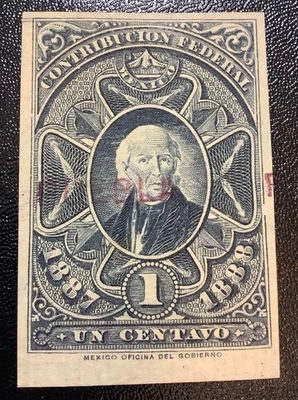 CONTRIBUCION FEDERAL
MEXICO
1887 1 1888
UN CENTAVO
MEXICO OFICINA DEL GOBIERNO